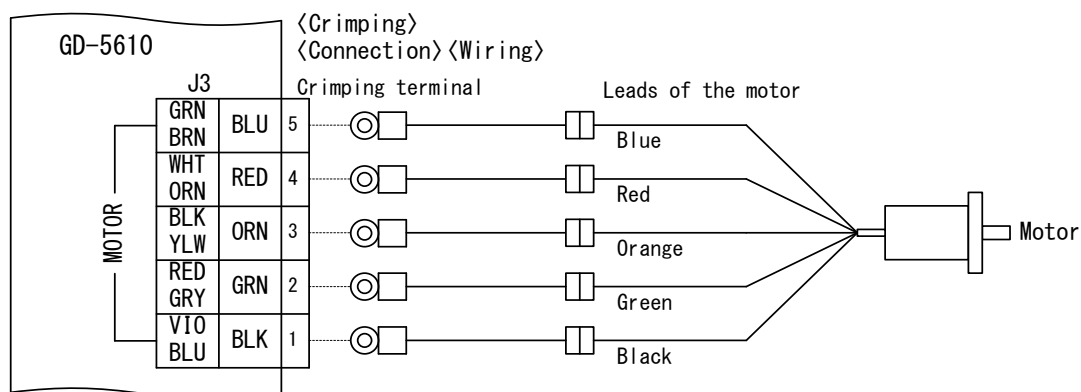 〈Crimping〉
GD-5610
〈Connection〉〈Wiring〉
J3
Crimping terminal
Leads of the motor
MOTOR
GRN
BRN
BLU
5
Blue
WHT
ORN
RED
4
Red
BLK
YLW
ORN
3
Orange
Motor
RED
GRY
GRN
2
Green
VIO
BLU
BLK
1
Black